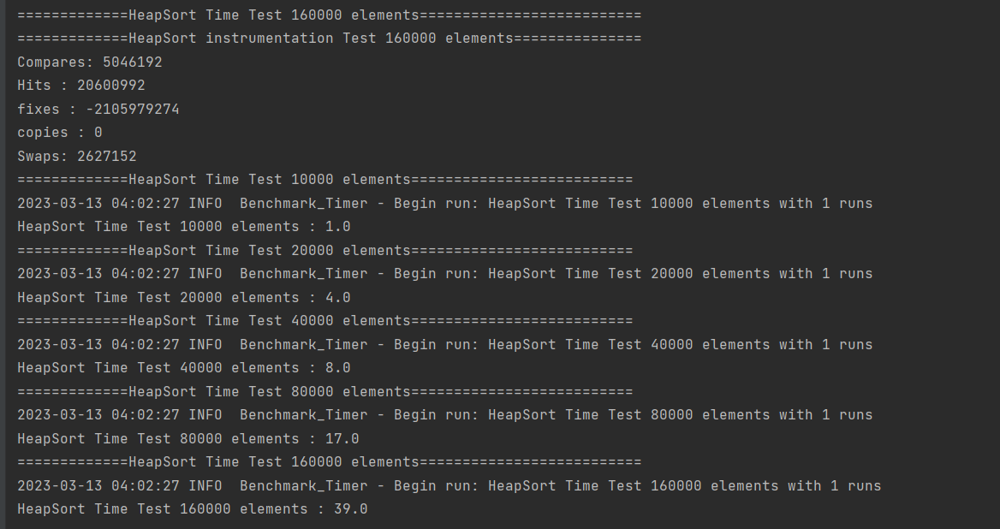 =============HeapSort Time Test 160000 elements==========================
=============HeapSort instrumentation Test 160000 elements===============
Compares: 5046192
Hits : 20600992
fixes : -2105979274
copies : 0
Swaps: 2627152
=============HeapSort Time Test 10000 elements==========================
2023-03-13 04:02:27 INFO  Benchmark_Timer - Begin run: HeapSort Time Test 10000 elements with 1 runs
HeapSort Time Test 10000 elements : 1.0
=============HeapSort Time Test 20000 elements==========================
2023-03-13 04:02:27 INFO  Benchmark_Timer - Begin run: HeapSort Time Test 20000 elements with 1 runs
HeapSort Time Test 20000 elements : 4.0
=============HeapSort Time Test 40000 elements==========================
2023-03-13 04:02:27 INFO  Benchmark_Timer - Begin run: HeapSort Time Test 40000 elements with 1 runs
HeapSort Time Test 40000 elements : 8.0
=============HeapSort Time Test 80000 elements==========================
2023-03-13 04:02:27 INFO  Benchmark_Timer - Begin run: HeapSort Time Test 80000 elements with 1 runs
HeapSort Time Test 80000 elements : 17.0
=============HeapSort Time Test 160000 elements==========================
2023-03-13 04:02:27 INFO  Benchmark_Timer - Begin run: HeapSort Time Test 160000 elements with 1 runs
HeapSort Time Test 160000 elements : 39.0